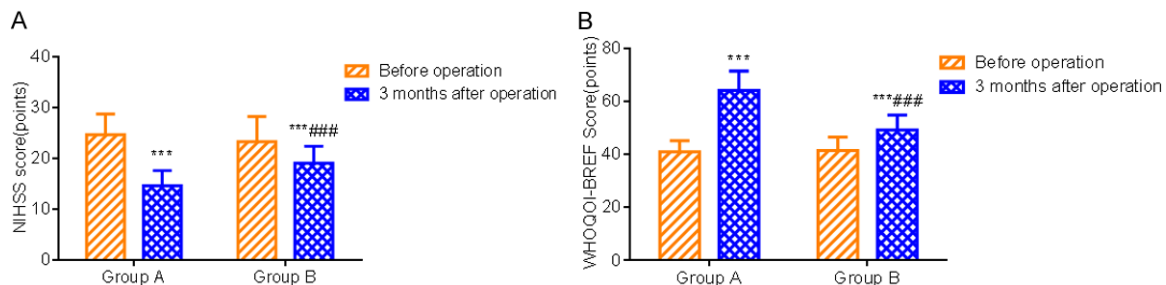 A
NIHSS score(points)
40
30
20
10
0
Before operation
3 months after operation
***
***###
Group A
Group B
B
WHOQOl-BREF Score(points)
80
60
40
20
0
Before operation
3 months after operation
***
***###
Group A
Group B